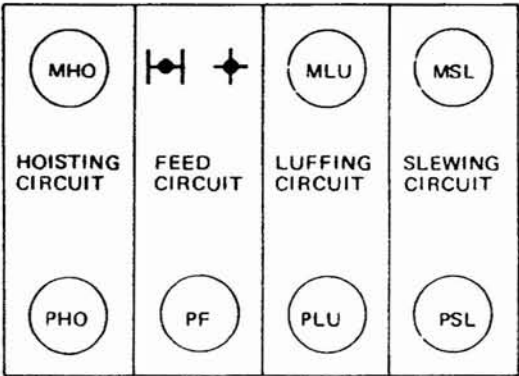 MHO
MLU
MSL
HOISTING CIRCUIT
FEED CIRCUIT
LUFFING CIRCUIT
SLEWING CIRCUIT
PHO
PF
PLU
PSL